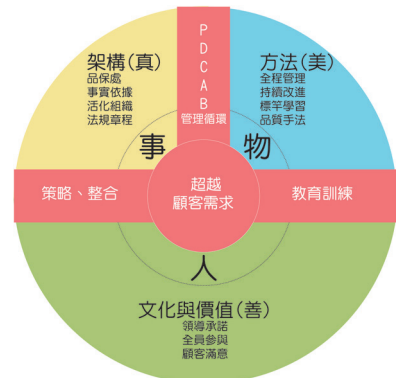 P
D
C
A
B
管理循環
架構(真)
品保處
事實依據
活化組織
法規章程
方法(美)
全程管理
持續改進
標竿學習
品質手法
事
物
策略、整合
超越
顧客需求
教育訓練
人
文化與價值(善)
領導承諾
全員參與
顧客滿意